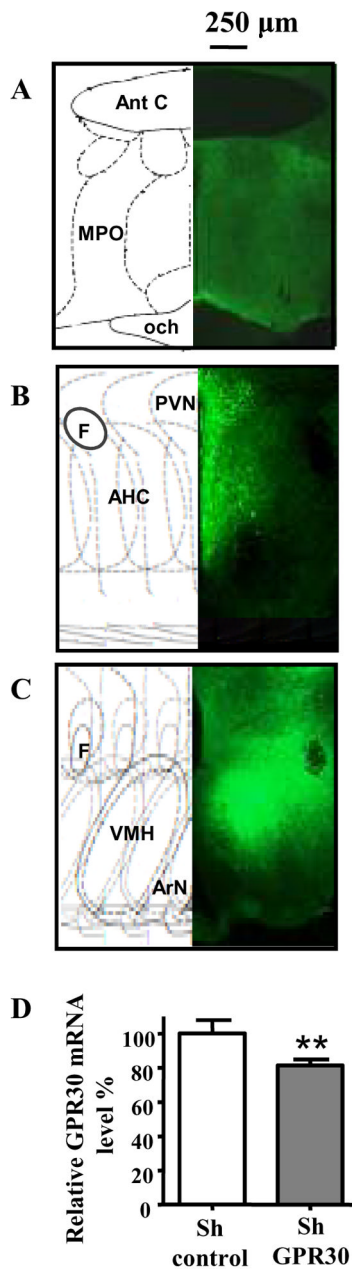 250 µm
A
Ant C
MPO
och
B
PVN
F
AHC
C
F
VMH
ArN
D
Relative GPR30 mRNA
level %
100
80
60
40
20
0
**
Sh
control
Sh
GPR30